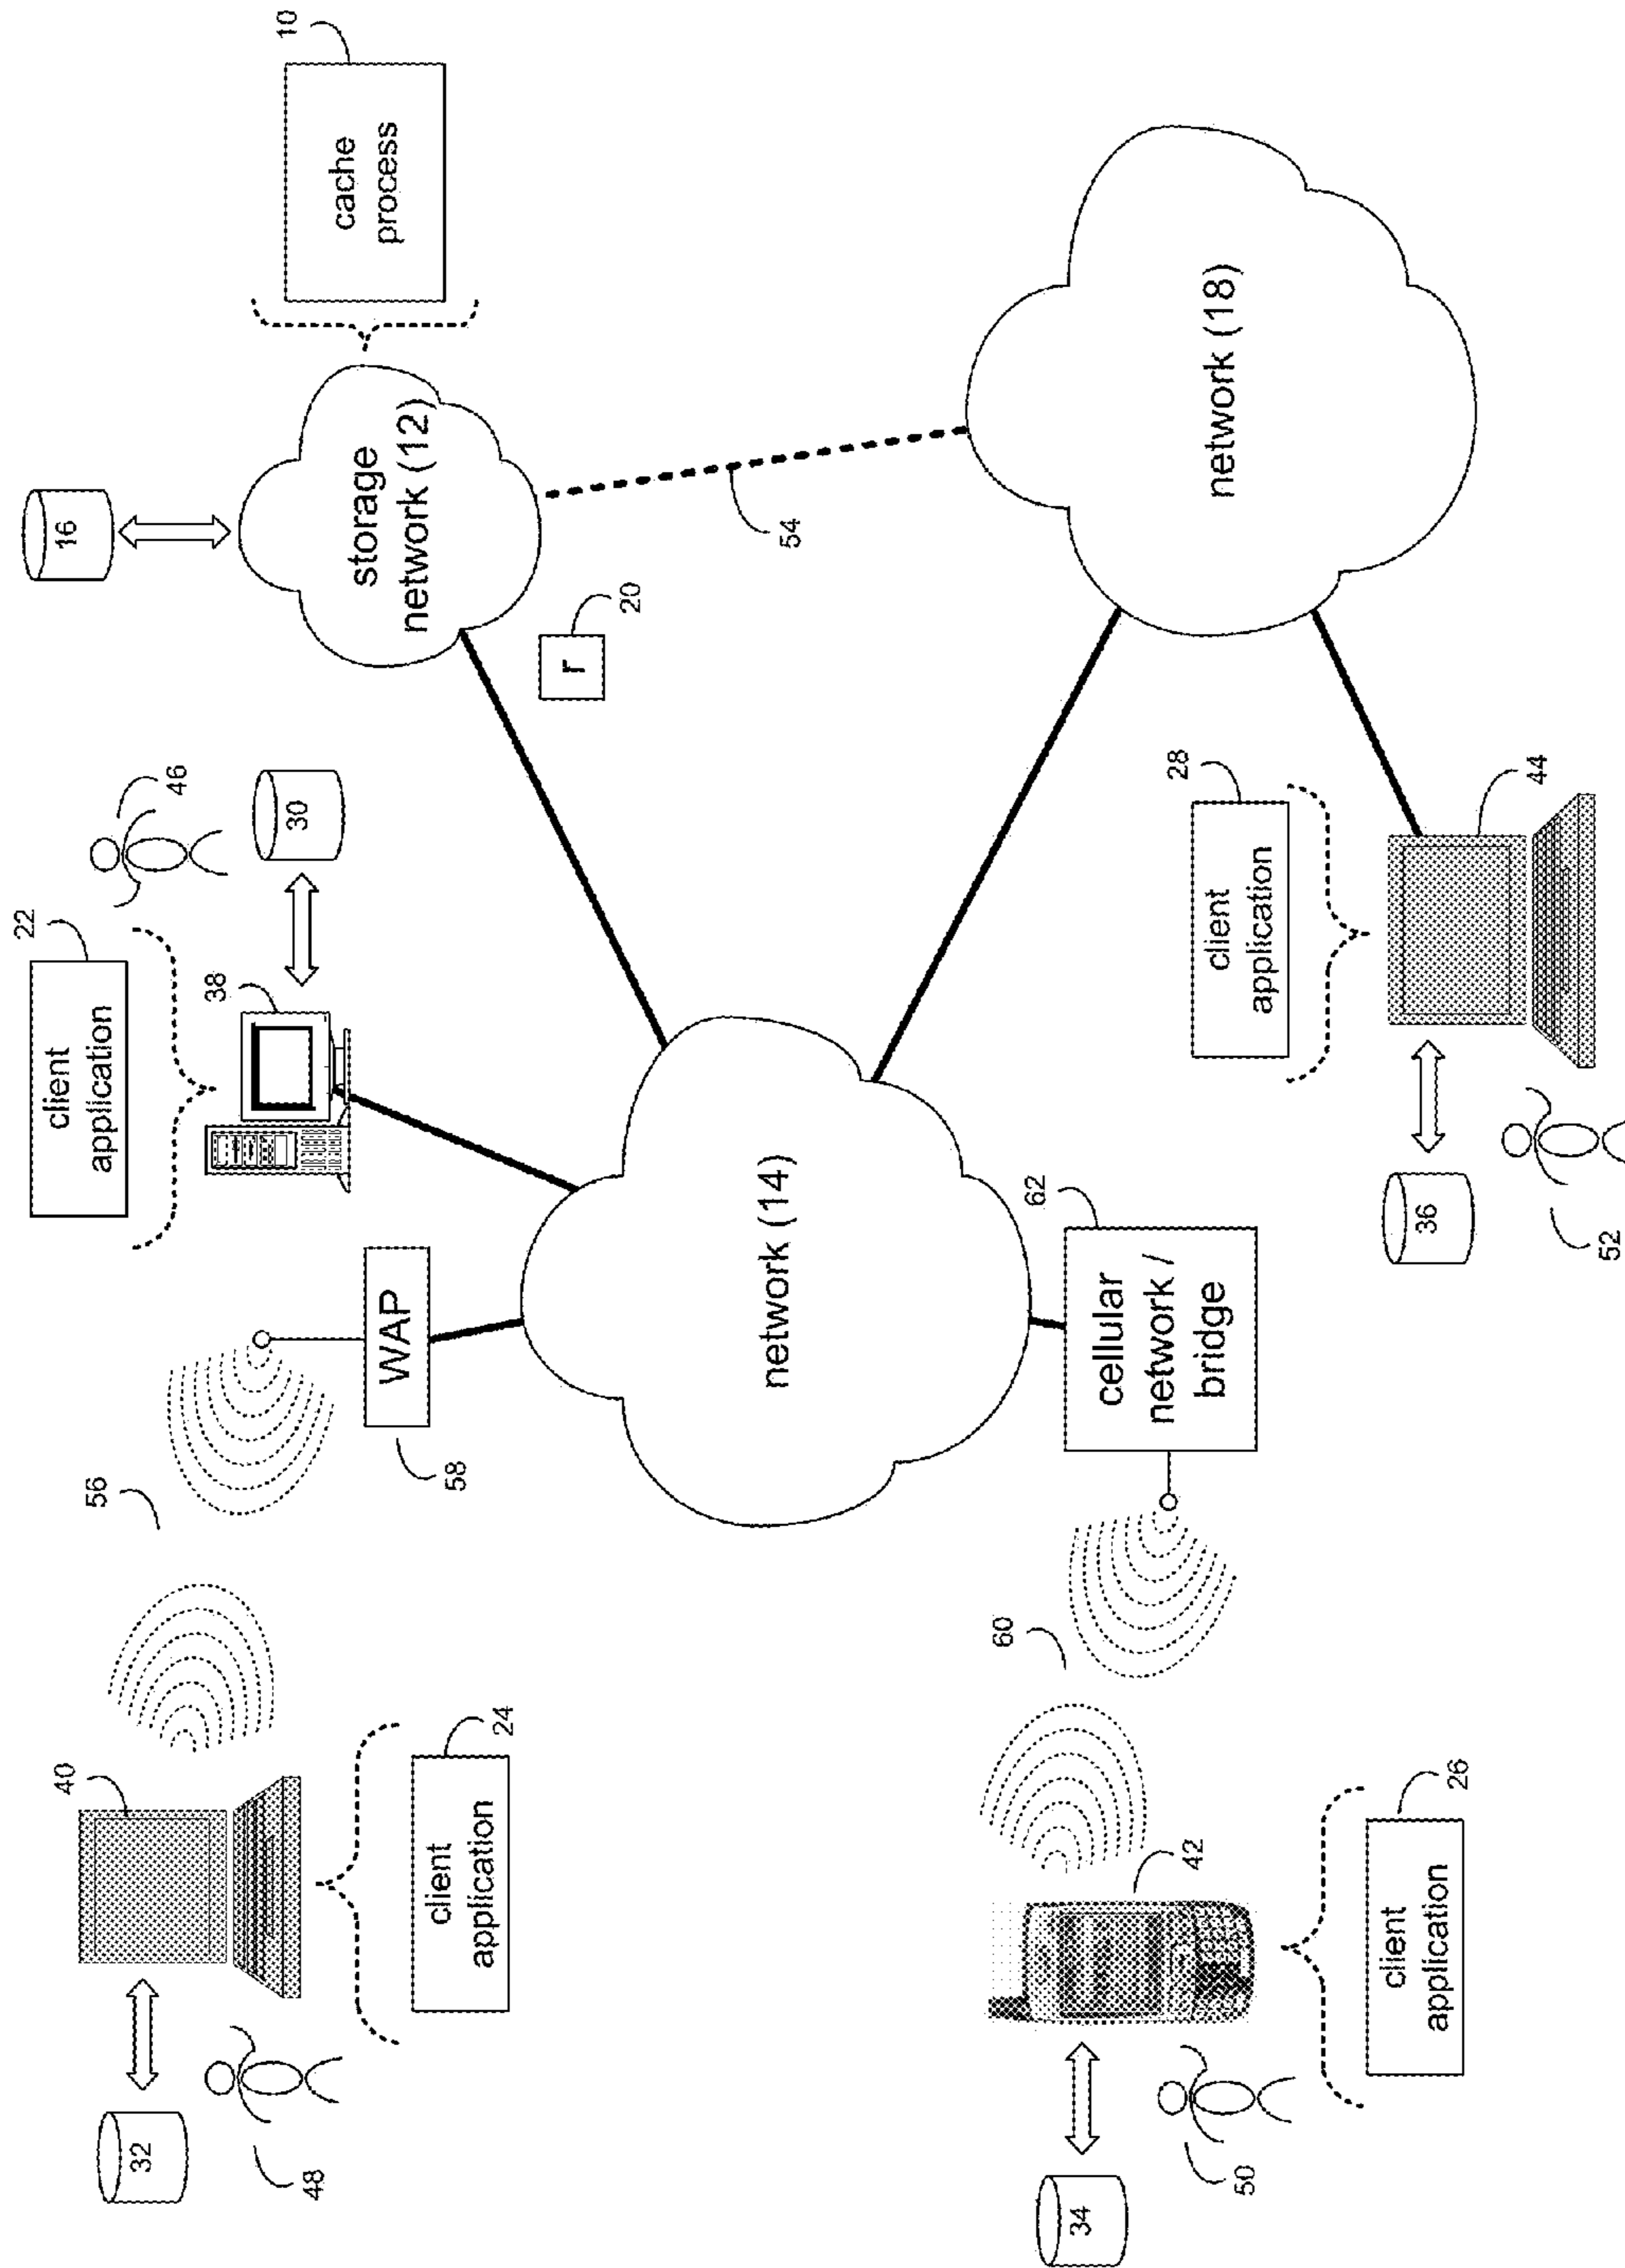 32
40
48
client
application
24
56
WAP
58
client
application
22
38
46
30
16
storage
network (12)
cache
process
10
r
20
54
network (14)
network (18)
34
42
50
client
application
26
60
cellular
network /
bridge
62
client
application
28
36
44
52